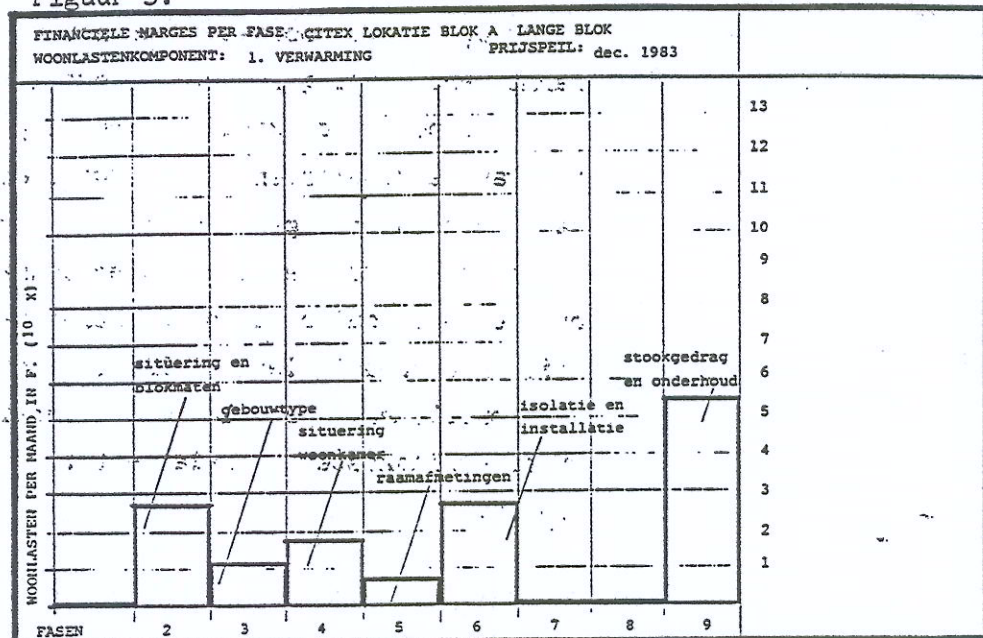 Figuur 3.
FINANCIELE MARGES PER FASE: CITEX LOKATIE BLOK A LANGE BLOK
WOONLASTENKOMPONENT: 1. VERWARMING PRIJSPEIL: dec. 1983
WOONLASTEN PER MAAND, IN F. (10 X)
13
12
11
10
9
8
7
6
5
4
3
2
1
situering en
blokmaten
gebouwtype
situering
woonkamer
raamafmetingen
isolatie en
installatie
stookgedrag
en onderhoud
FASEN 2 3 4 5 6 7 8 9